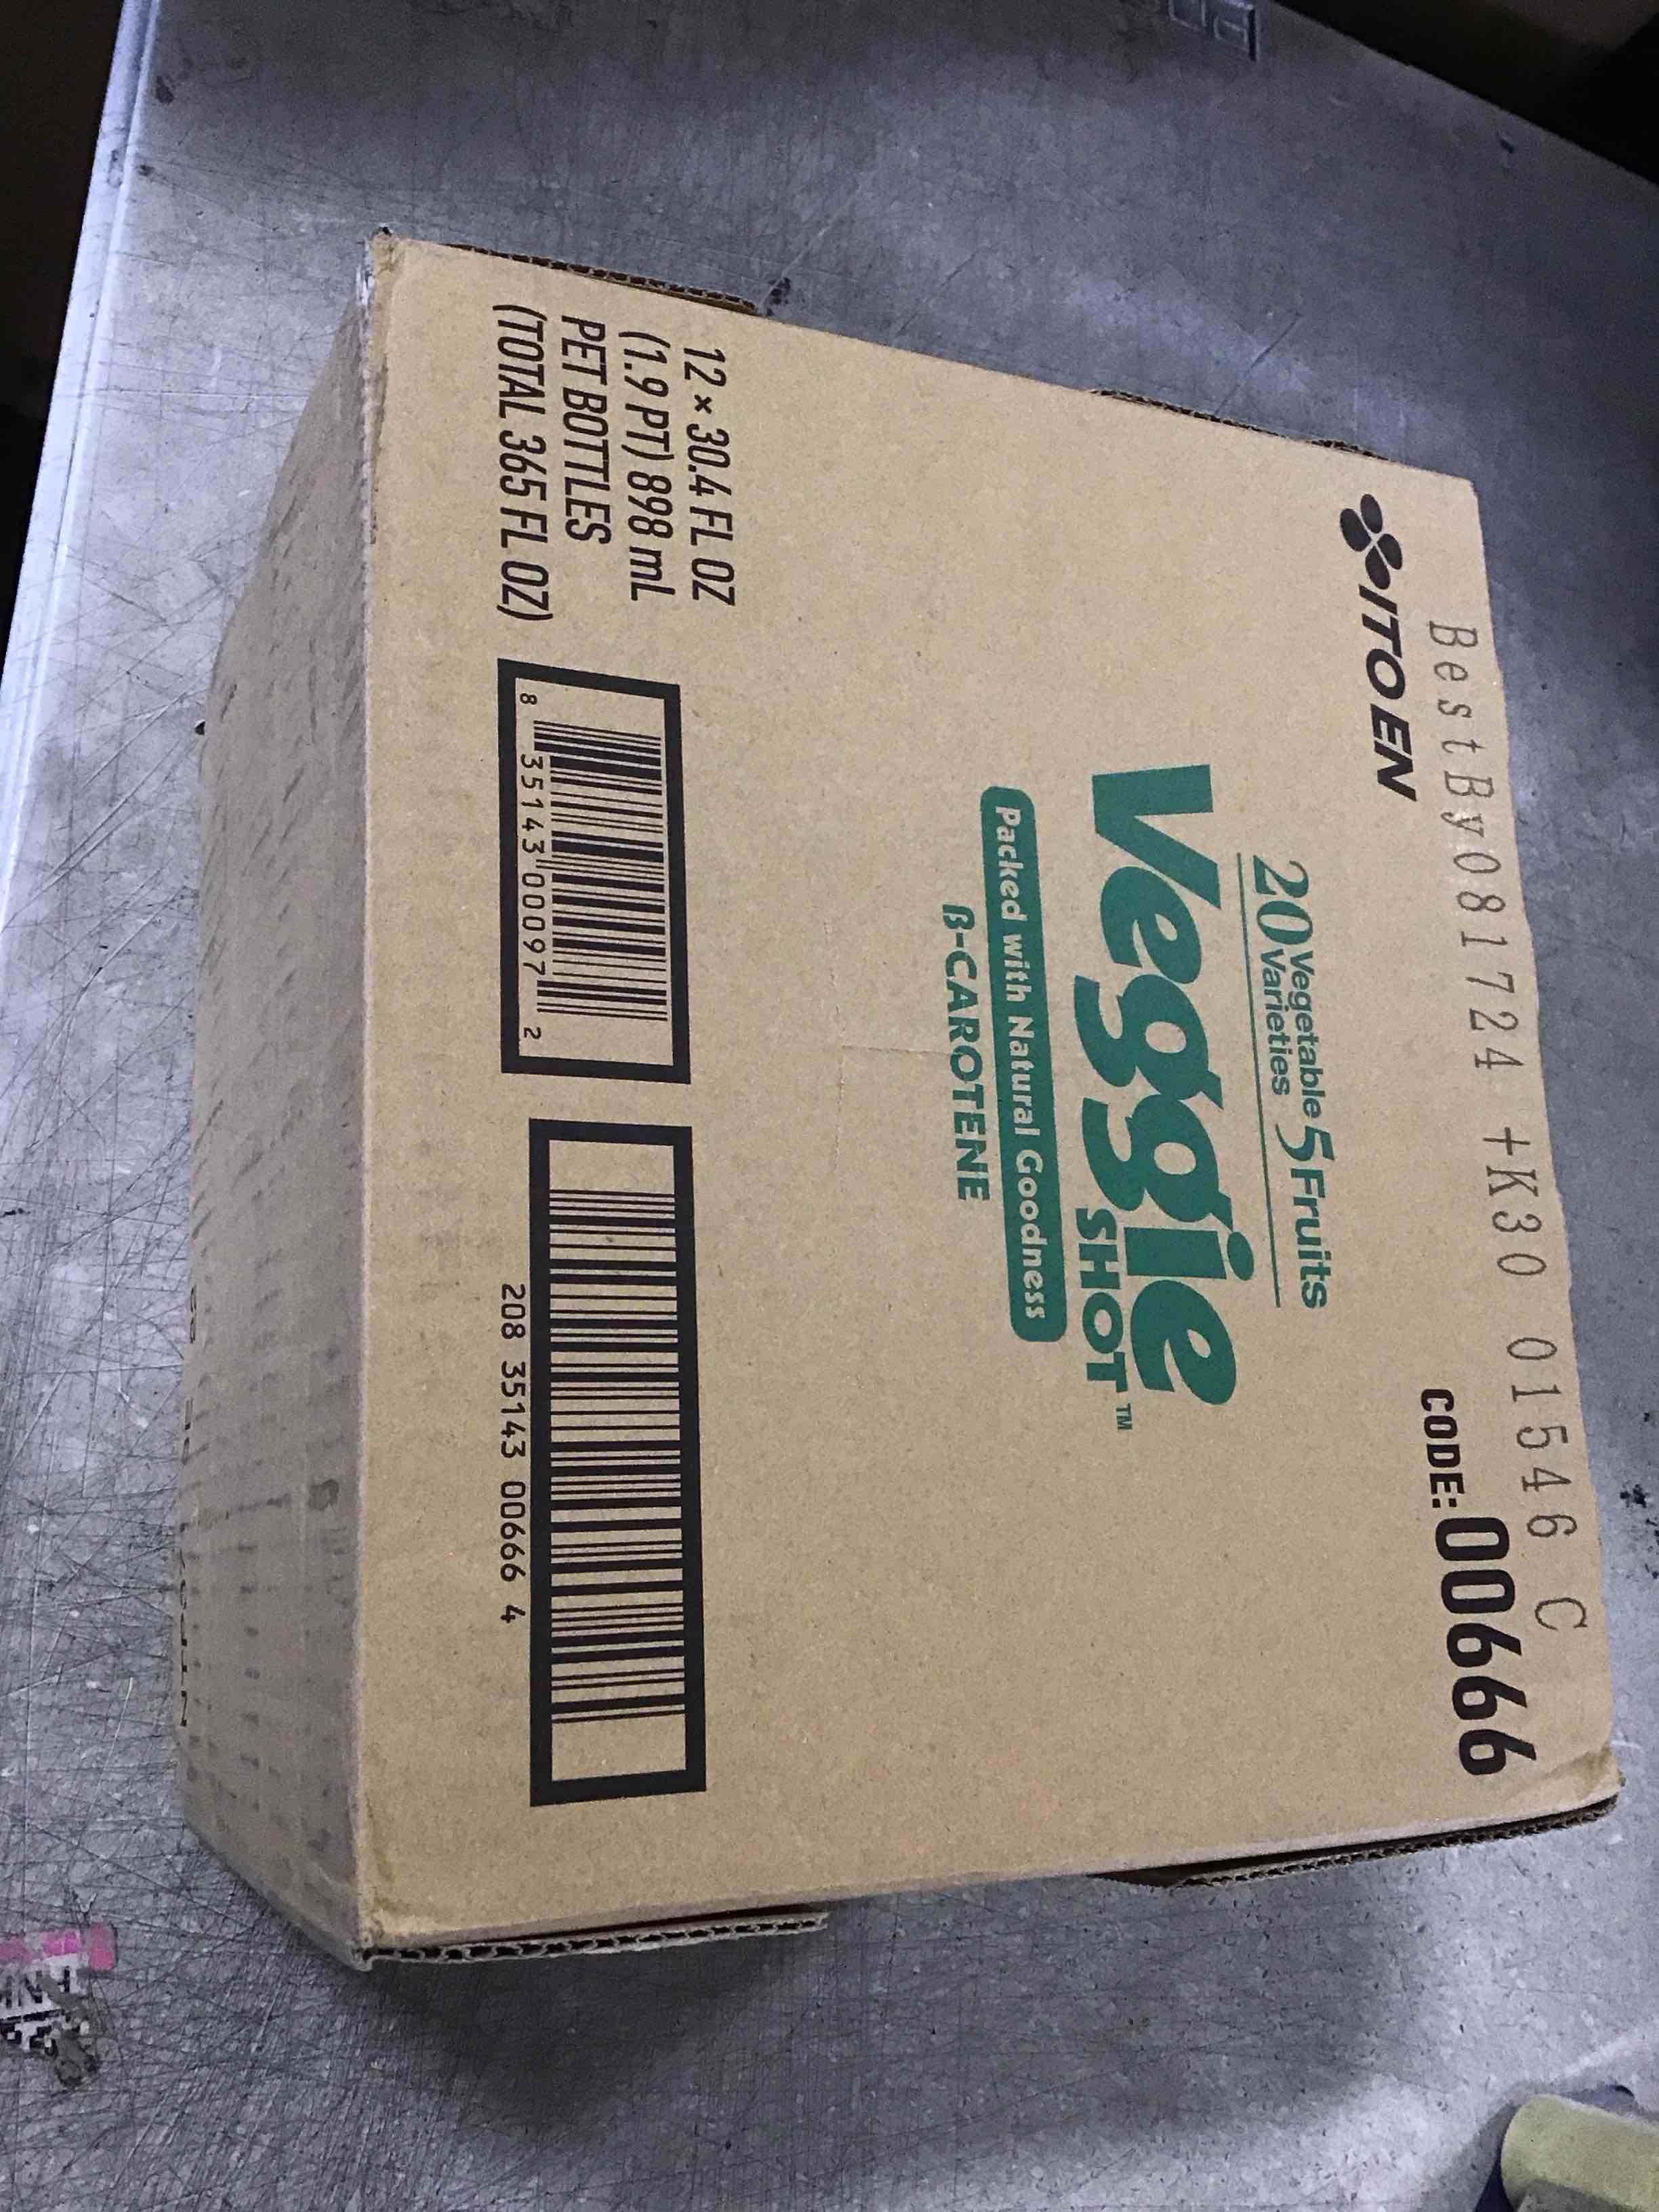 BestBy081724 +K30 01546 C
ITO EN
CODE:00666
20 Vegetable Varieties 5 Fruits
Veggie
SHOT™
Packed with Natural Goodness
β-CAROTENE
12 × 30.4 FL OZ
(1.9 PT) 898 mL
PET BOTTLES
(TOTAL 365 FL OZ)
8 35143 00097 2
208 35143 00666 4